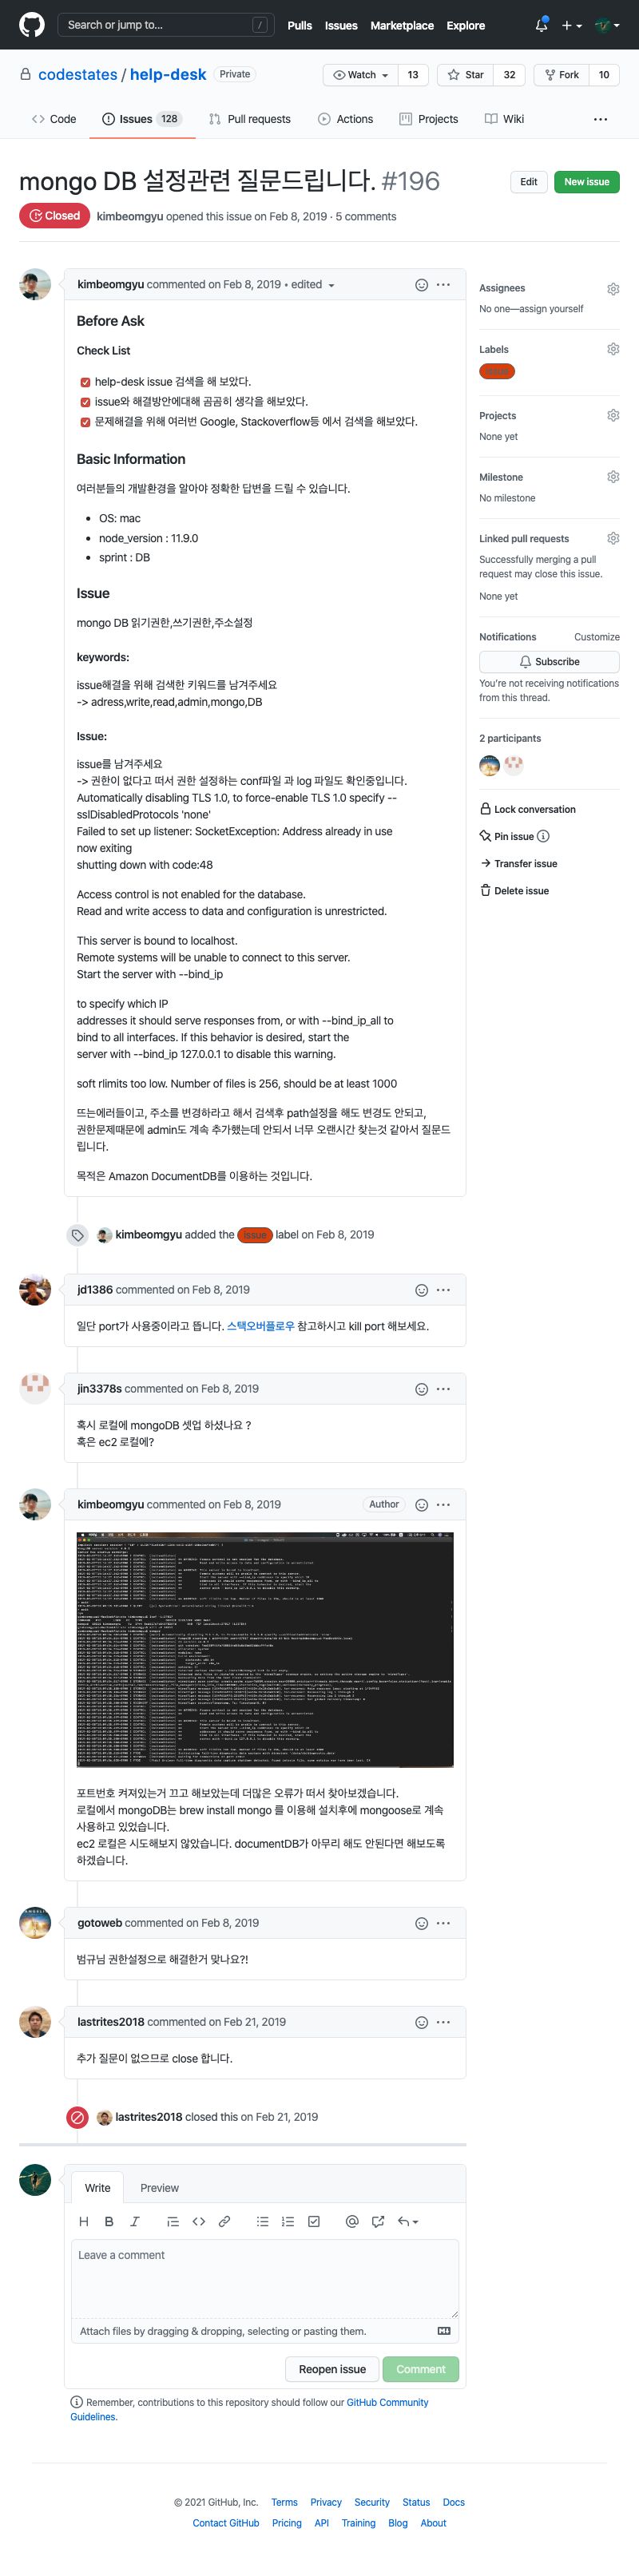 Search or jump to... /
Pulls Issues Marketplace Explore
codestates / help-desk Private
Watch 13 Star 32 Fork 10
Code Issues 128 Pull requests Actions Projects Wiki
mongo DB 설정관련 질문드립니다. #196
Edit New issue
Closed kimbeomgyu opened this issue on Feb 8, 2019 · 5 comments
kimbeomgyu commented on Feb 8, 2019 • edited
Before Ask
Check List
help-desk issue 검색을 해 보았다.
issue와 해결방안에대해 곰곰히 생각을 해보았다.
문제해결을 위해 여러번 Google, Stackoverflow등 에서 검색을 해보았다.
Basic Information
여러분들의 개발환경을 알아야 정확한 답변을 드릴 수 있습니다.
OS: mac
node_version : 11.9.0
sprint : DB
Issue
mongo DB 읽기권한,쓰기권한,주소설정
keywords:
issue해결을 위해 검색한 키워드를 남겨주세요
-> adress,write,read,admin,mongo,DB
Issue:
issue를 남겨주세요
-> 권한이 없다고 떠서 권한 설정하는 conf파일 과 log 파일도 확인중입니다.
Automatically disabling TLS 1.0, to force-enable TLS 1.0 specify --
sslDisabledProtocols 'none'
Failed to set up listener: SocketException: Address already in use
now exiting
shutting down with code:48
Access control is not enabled for the database.
Read and write access to data and configuration is unrestricted.
This server is bound to localhost.
Remote systems will be unable to connect to this server.
Start the server with --bind_ip
to specify which IP
addresses it should serve responses from, or with --bind_ip_all to
bind to all interfaces. If this behavior is desired, start the
server with --bind_ip 127.0.0.1 to disable this warning.
soft rlimits too low. Number of files is 256, should be at least 1000
뜨는에러들이고, 주소를 변경하라고 해서 검색후 path설정을 해도 변경도 안되고,
권한문제때문에 admin도 계속 추가했는데 안되서 너무 오랜시간 찾는것 같아서 질문드
립니다.
목적은 Amazon DocumentDB를 이용하는 것입니다.
Assignees
No one—assign yourself
Labels
issue
Projects
None yet
Milestone
No milestone
Linked pull requests
Successfully merging a pull
request may close this issue.
None yet
Notifications Customize
Subscribe
You're not receiving notifications
from this thread.
2 participants
Lock conversation
Pin issue
Transfer issue
Delete issue
kimbeomgyu added the issue label on Feb 8, 2019
jd1386 commented on Feb 8, 2019
일단 port가 사용중이라고 뜹니다. 스택오버플로우 참고하시고 kill port 해보세요.
jin3378s commented on Feb 8, 2019
혹시 로컬에 mongoDB 셋업 하셨나요 ?
혹은 ec2 로컬에?
kimbeomgyu commented on Feb 8, 2019 Author
포트번호 켜져있는거 끄고 해보았는데 더많은 오류가 떠서 찾아보겠습니다.
로컬에서 mongoDB는 brew install mongo 를 이용해 설치후에 mongoose로 계속
사용하고 있었습니다.
ec2 로컬은 시도해보지 않았습니다. documentDB가 아무리 해도 안된다면 해보도록
하겠습니다.
gotoweb commented on Feb 8, 2019
범규님 권한설정으로 해결한거 맞나요?!
lastrites2018 commented on Feb 21, 2019
추가 질문이 없으므로 close 합니다.
lastrites2018 closed this on Feb 21, 2019
Write Preview
Leave a comment
Attach files by dragging & dropping, selecting or pasting them.
Reopen issue Comment
Remember, contributions to this repository should follow our GitHub Community
Guidelines.
© 2021 GitHub, Inc. Terms Privacy Security Status Docs
Contact GitHub Pricing API Training Blog About